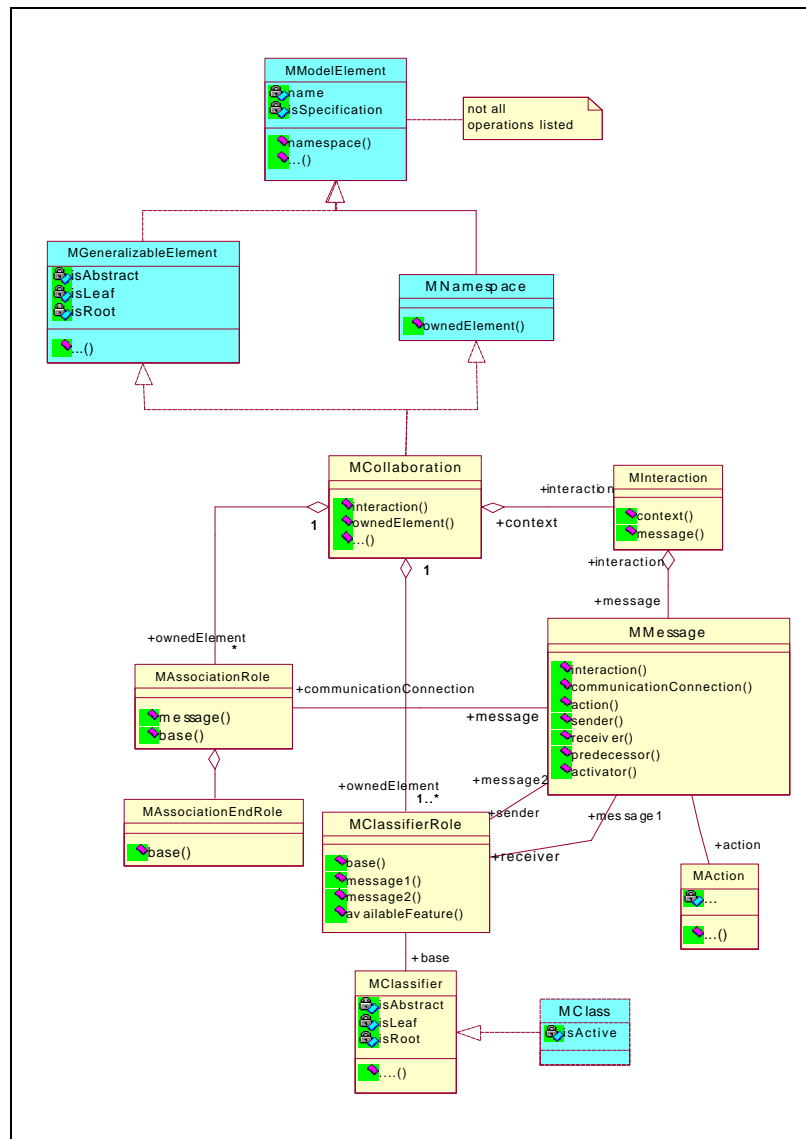 MModelElement
name
isSpecification
namespace()
...()
not all
operations listed
MGeneralizableElement
isAbstract
isLeaf
isRoot
...()
MNamespace
ownedElement()
MCollaboration
interaction()
ownedElement()
...()
1
1
+interaction
+context
MInteraction
context()
message()
+interaction
+message
+ownedElement
*
MAssociationRole
message()
base()
+communicationConnection
+message
MMessage
interaction()
communicationConnection()
action()
sender()
receiver()
predecessor()
activator()
MAssociationEndRole
base()
+ownedElement
1..*
+message2
+sender
+message1
+receiver
MClassifierRole
base()
message1()
message2()
availableFeature()
+action
MAction
...
...()
+base
MClassifier
isAbstract
isLeaf
isRoot
....()
MClass
isActive